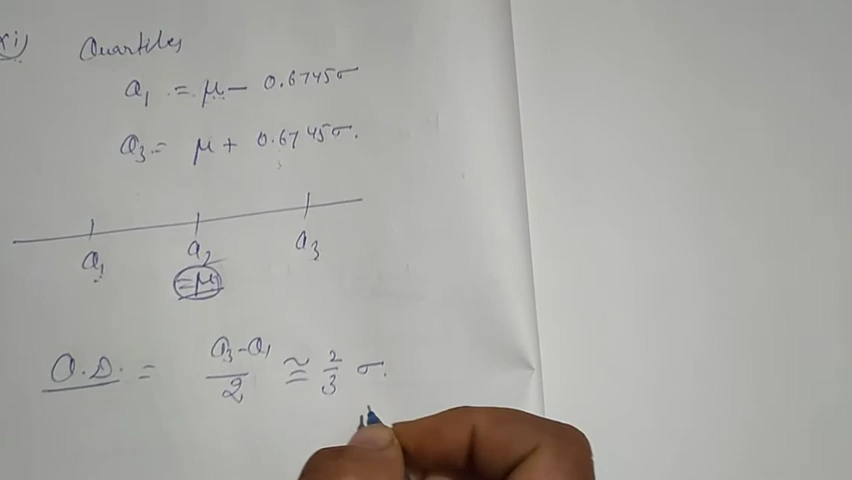 xi) Quartiles
Q₁ = μ - 0.6745σ
Q₃ = μ + 0.6745σ.
Q₁ Q₂ Q₃
= μ
Q.D. = (Q₃-Q₁)/2 ≅ 2/3 σ.